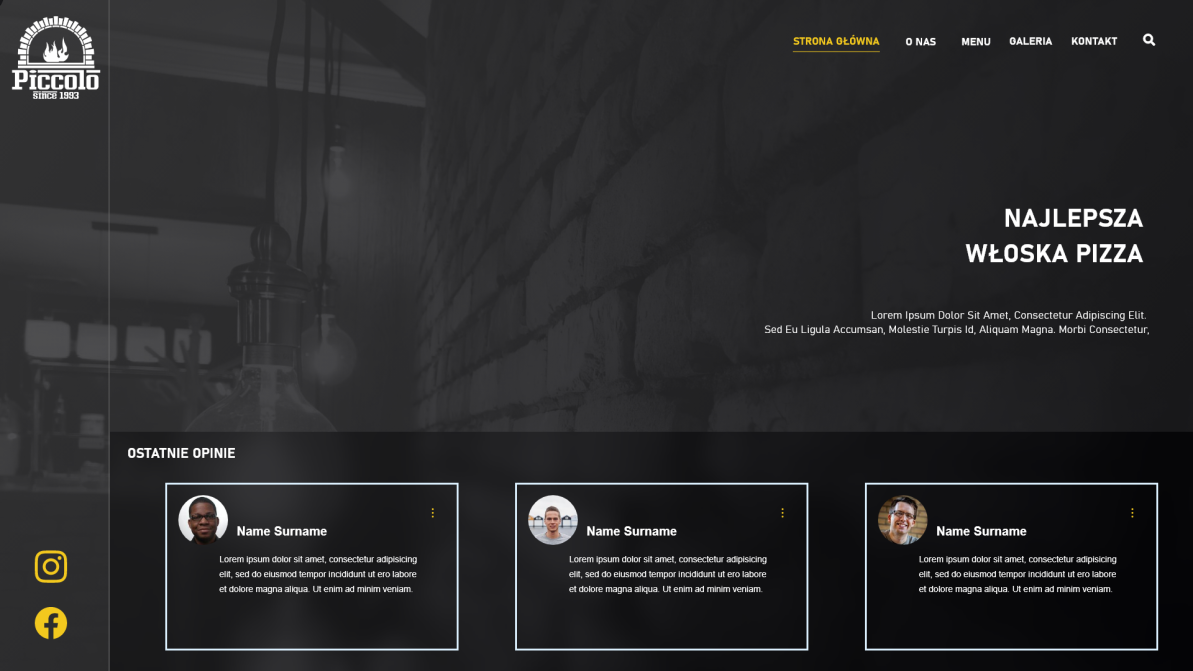 Piccolo
since 1993
STRONA GŁÓWNA
O NAS
MENU
GALERIA
KONTAKT
NAJLEPSZA
WŁOSKA PIZZA
Lorem Ipsum Dolor Sit Amet, Consectetur Adipiscing Elit.
Sed Eu Ligula Accumsan, Molestie Turpis Id, Aliquam Magna. Morbi Consectetur,
OSTATNIE OPINIE
Name Surname
Lorem ipsum dolor sit amet, consectetur adipisicing
elit, sed do eiusmod tempor incididunt ut ero labore
et dolore magna aliqua. Ut enim ad minim veniam.
Name Surname
Lorem ipsum dolor sit amet, consectetur adipisicing
elit, sed do eiusmod tempor incididunt ut ero labore
et dolore magna aliqua. Ut enim ad minim veniam.
Name Surname
Lorem ipsum dolor sit amet, consectetur adipisicing
elit, sed do eiusmod tempor incididunt ut ero labore
et dolore magna aliqua. Ut enim ad minim veniam.